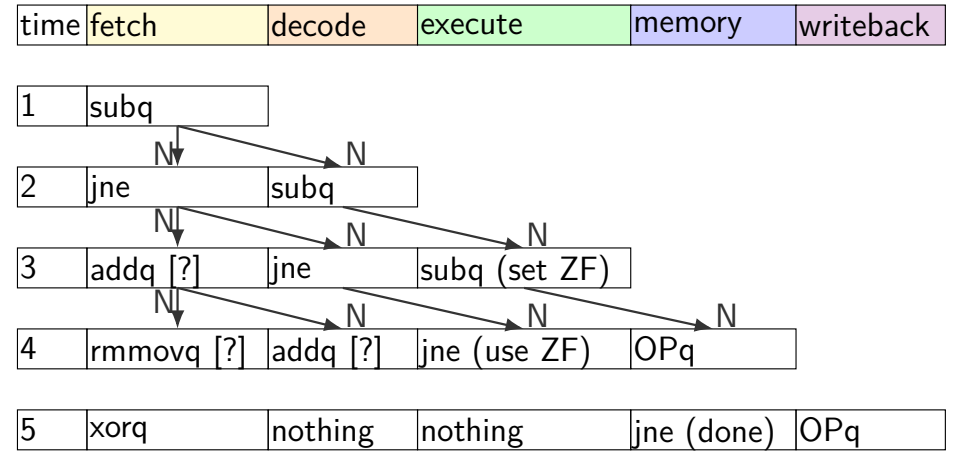 time fetch decode execute memory writeback
1 subq
N N
2 jne subq
N N N
3 addq [?] jne subq (set ZF)
N N N N
4 rmmovq [?] addq [?] jne (use ZF) OPq
5 xorq nothing nothing jne (done) OPq